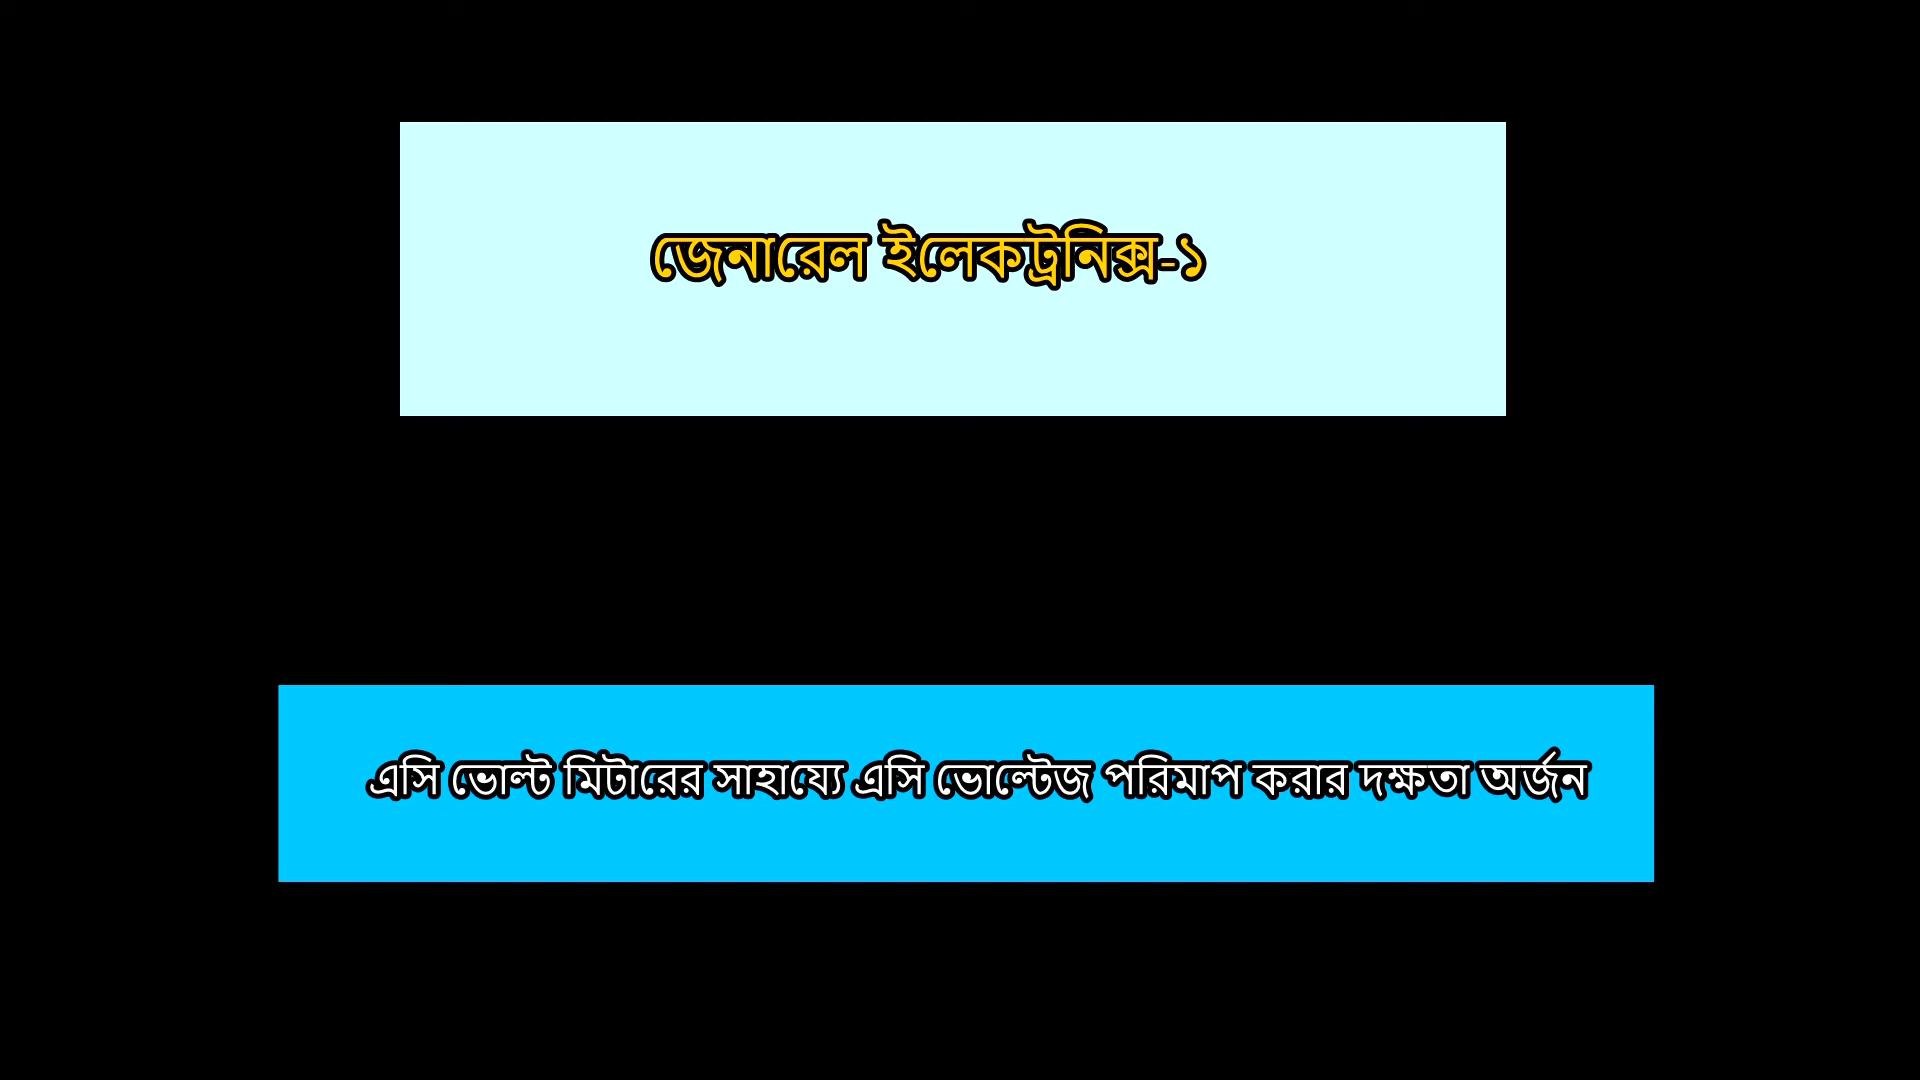 জেনারেল ইলেকট্রনিক্স-১
এসি ভোল্ট মিটারের সাহায্যে এসি ভোল্টেজ পরিমাপ করার দক্ষতা অর্জন